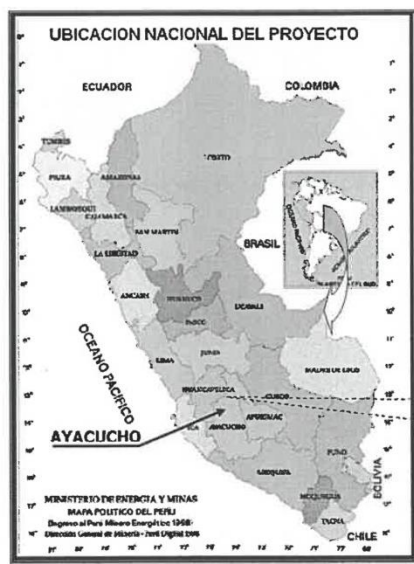 UBICACION NACIONAL DEL PROYECTO
ECUADOR
COLOMBIA
TUMBES
LORETO
PIURA
AMAZONAS
LAMBAYEQUE
CAJAMARCA
SAN MARTIN
BRASIL
LA LIBERTAD
ANCASH
HUANUCO
UCAYALI
PASCO
OCEANO PACIFICO
LIMA
JUNIN
MADRE DE DIOS
HUANCAVELICA
CUSCO
AYACUCHO
ICA
AYACUCHO
APURIMAC
PUNO
BOLIVIA
AREQUIPA
MOQUEGUA
TACNA
CHILE
MINISTERIO DE ENERGIA Y MINAS
MAPA POLITICO DEL PERU